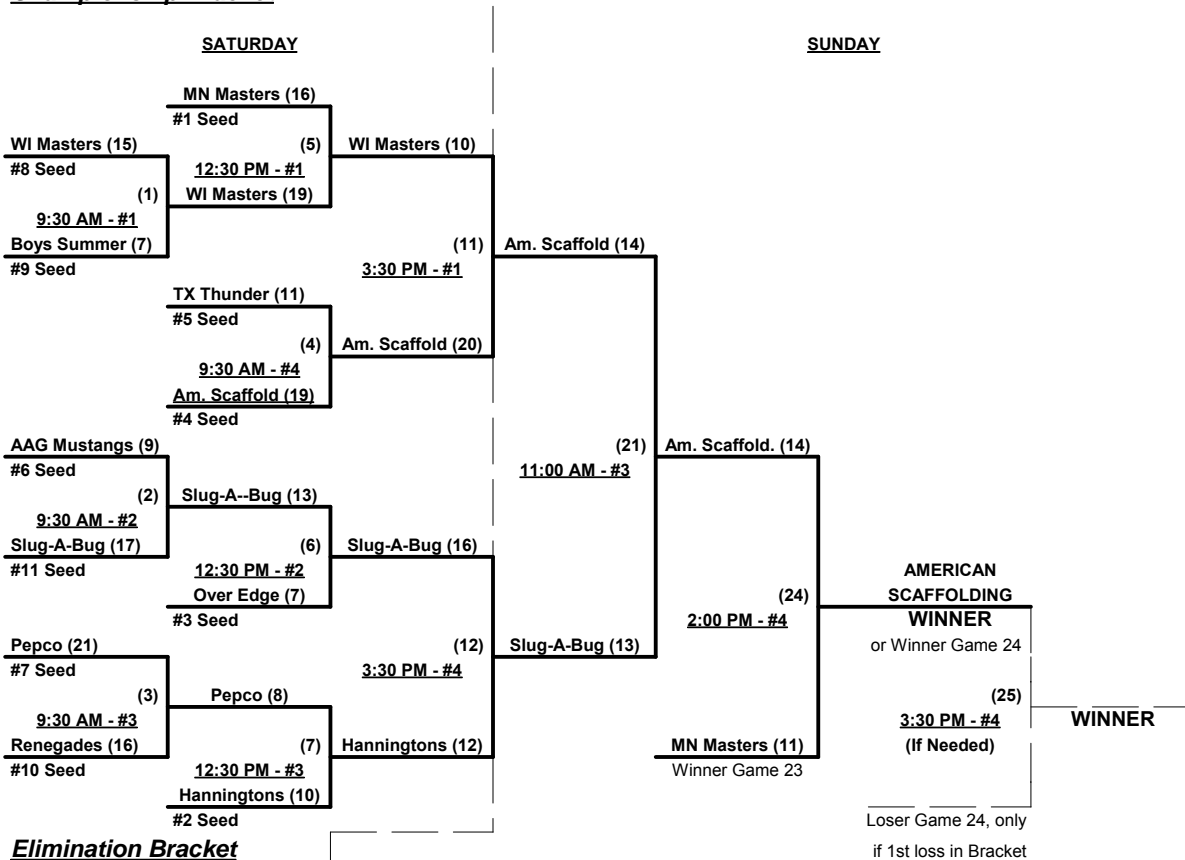 SATURDAY
SUNDAY
MN Masters (16)
#1 Seed
WI Masters (15)
(5)
WI Masters (10)
#8 Seed
12:30 PM - #1
(1)
WI Masters (19)
9:30 AM - #1
Boys Summer (7)
(11)
Am. Scaffold (14)
#9 Seed
3:30 PM - #1
TX Thunder (11)
#5 Seed
(4)
Am. Scaffold (20)
9:30 AM - #4
Am. Scaffold (19)
#4 Seed
AAG Mustangs (9)
(21)
Am. Scaffold. (14)
#6 Seed
11:00 AM - #3
(2)
Slug-A--Bug (13)
9:30 AM - #2
Slug-A-Bug (17)
(6)
Slug-A-Bug (16)
#11 Seed
12:30 PM - #2
AMERICAN
Over Edge (7)
(24)
SCAFFOLDING
#3 Seed
2:00 PM - #4
WINNER
Pepco (21)
(12)
Slug-A-Bug (13)
or Winner Game 24
#7 Seed
3:30 PM - #4
(3)
Pepco (8)
(25)
9:30 AM - #3
3:30 PM - #4
WINNER
Renegades (16)
(7)
Hanningtons (12)
MN Masters (11)
(If Needed)
#10 Seed
12:30 PM - #3
Winner Game 23
Hanningtons (10)
#2 Seed
Loser Game 24, only
Elimination Bracket
if 1st loss in Bracket